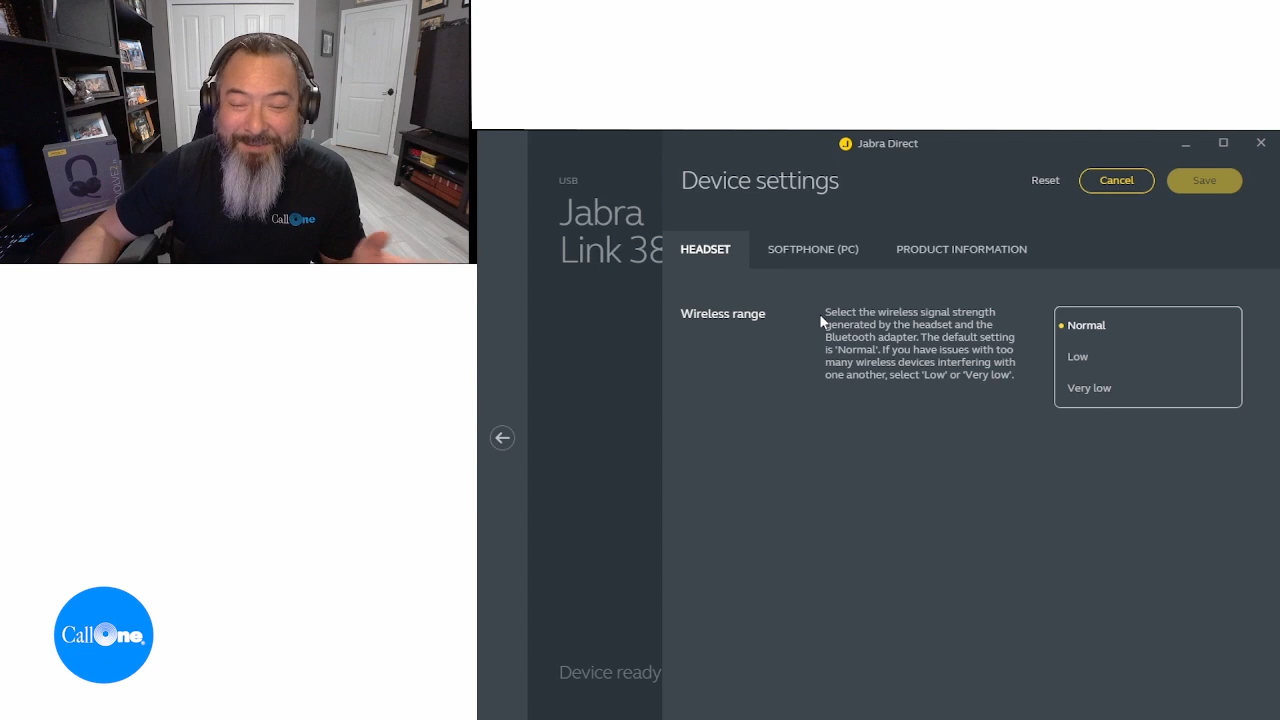 EVOLVE2
CallOne
Jabra Direct
USB
Jabra
Link 38
Device settings
Reset
Cancel
Save
HEADSET
SOFTPHONE (PC)
PRODUCT INFORMATION
Wireless range
Select the wireless signal strength
generated by the headset and the
Bluetooth adapter. The default setting
is 'Normal'. If you have issues with too
many wireless devices interfering with
one another, select 'Low' or 'Very low'.
Normal
Low
Very low
Device ready
CallOne